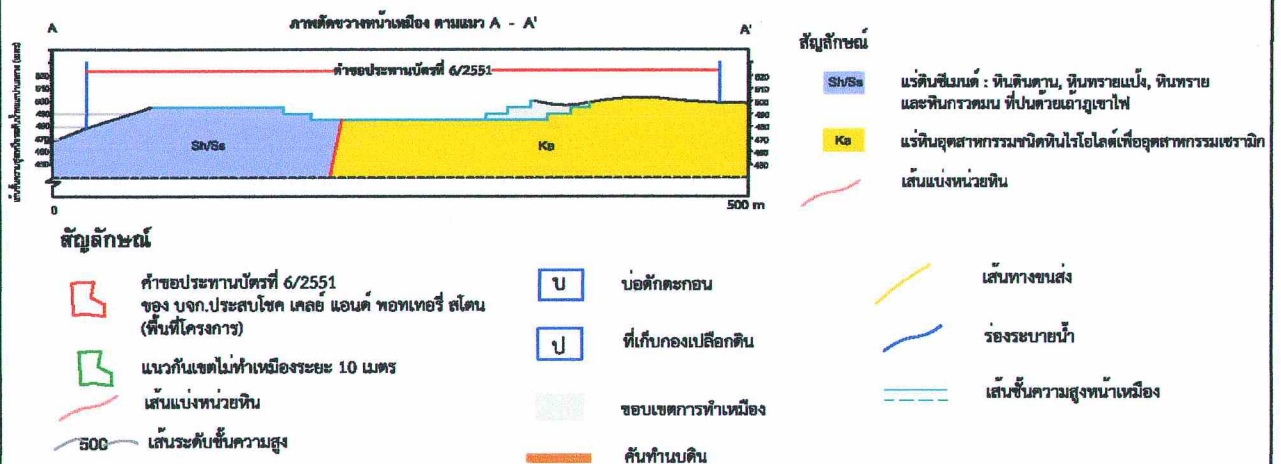 ภาพตัดขวางหน้าเหมือง ตามแนว A - A'
A
A'
คำขอประทานบัตรที่ 6/2551
Sh/Ss
Ka
0
500 m
สัญลักษณ์
Sh/Ss
แร่ดินซีเมนต์ : หินดินดาน, หินทรายแป้ง, หินทราย
และหินกรวดมน ที่ปนด้วยเถ้าภูเขาไฟ
Ka
แร่หินอุตสาหกรรมชนิดหินไรโอไลต์เพื่ออุตสาหกรรมเซรามิก
เส้นแบ่งหน่วยหิน
สัญลักษณ์
คำขอประทานบัตรที่ 6/2551
ของ บจก.ประสบโชค เคลย์ แอนด์ พอทเทอรี่ สโตน
(พื้นที่โครงการ)
แนวกันเขตไม่ทำเหมืองระยะ 10 เมตร
เส้นแบ่งหน่วยหิน
500
เส้นระดับชั้นความสูง
บ
บ่อดักตะกอน
ป
ที่เก็บกองเปลือกดิน
ขอบเขตการทำเหมือง
คันทำนบดิน
เส้นทางขนส่ง
ร่องระบายน้ำ
เส้นชั้นความสูงหน้าเหมือง